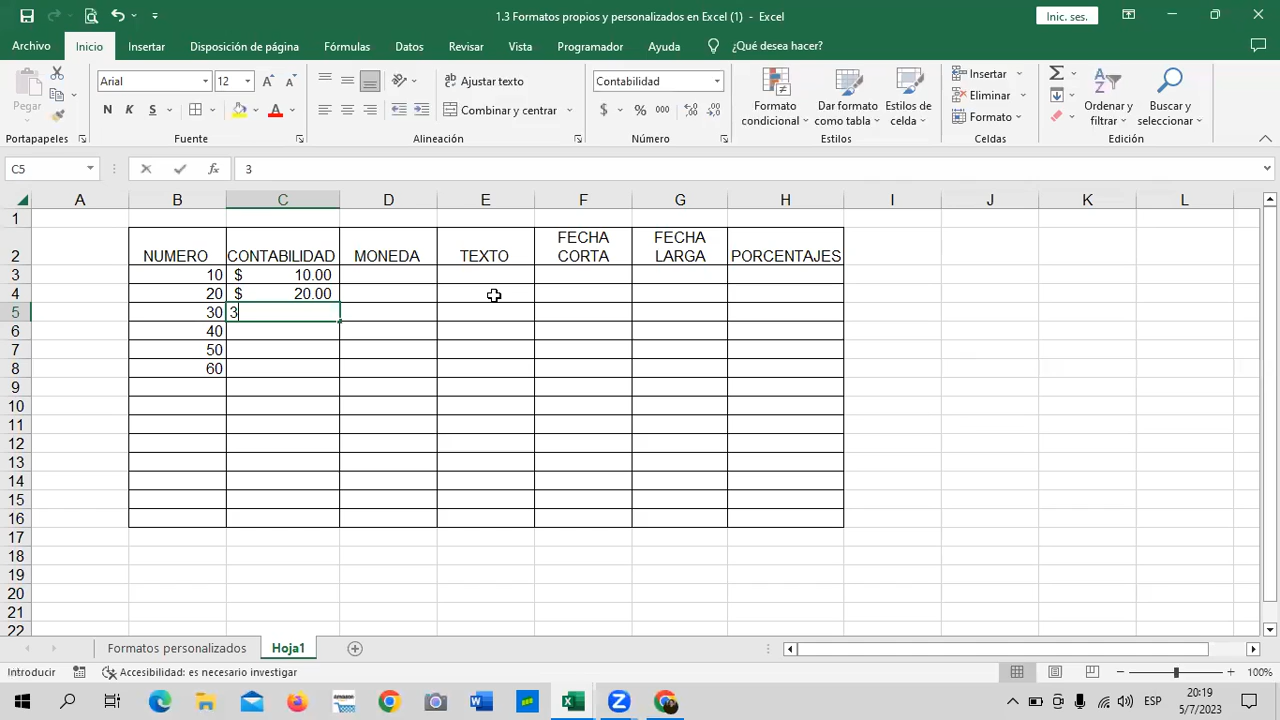 1.3 Formatos propios y personalizados en Excel (1) - Excel
Inic. ses.
Archivo Inicio Insertar Disposición de página Fórmulas Datos Revisar Vista Programador Ayuda ¿Qué desea hacer?
Pegar
Portapapeles
Arial 12
N K S
Fuente
Ajustar texto
Combinar y centrar
Alineación
Contabilidad
$ % 000
Número
Formato condicional
Dar formato como tabla
Estilos de celda
Estilos
Insertar
Eliminar
Formato
Celdas
Ordenar y filtrar
Buscar y seleccionar
Edición
C5 fx 3
A B C D E F G H I J K L
1
2 NUMERO CONTABILIDAD MONEDA TEXTO FECHA CORTA FECHA LARGA PORCENTAJES
3 10 $ 10.00
4 20 $ 20.00
5 30 3
6 40
7 50
8 60
9
10
11
12
13
14
15
16
17
18
19
20
21
22
Formatos personalizados Hoja1
Introducir Accesibilidad: es necesario investigar 100%
ESP 20:19
5/7/2023